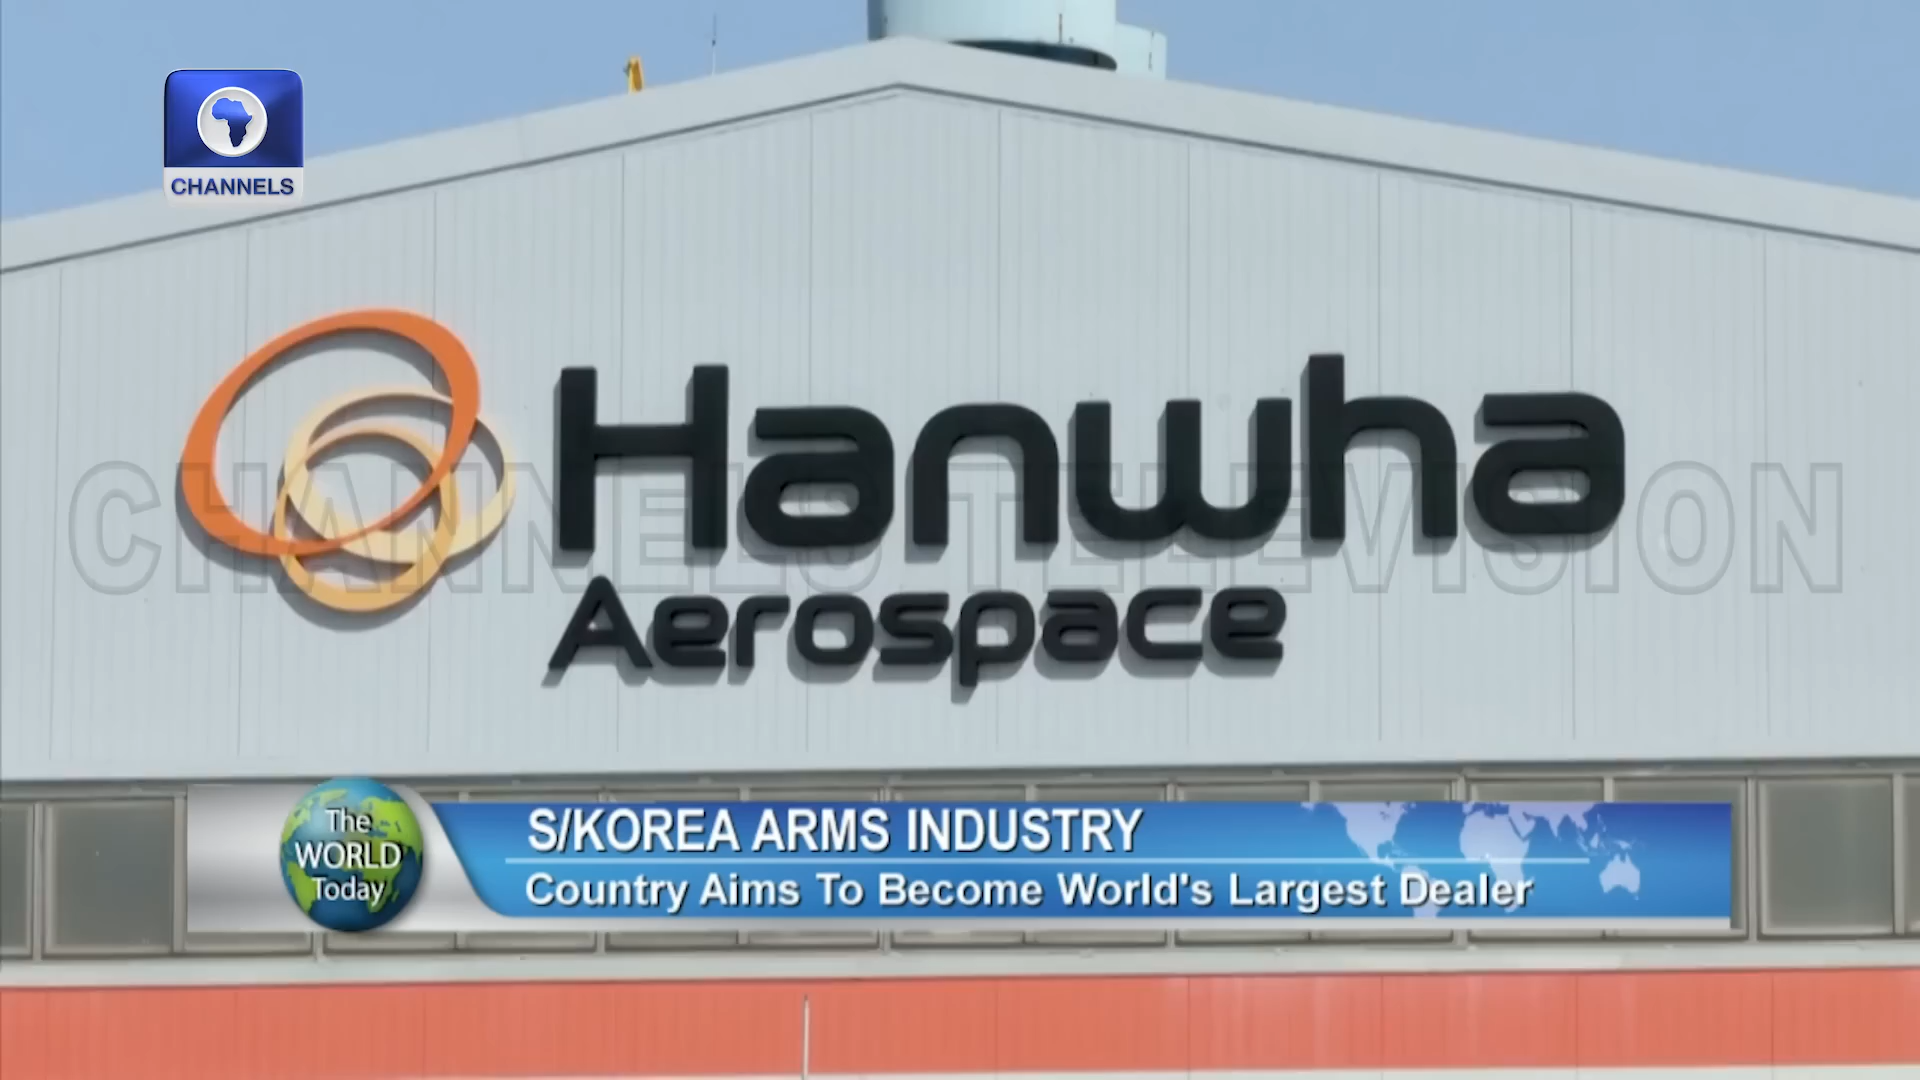 CHANNELS
Hanwha
CHANNELS TELEVISION
Aerospace
The
WORLD
Today
S/KOREA ARMS INDUSTRY
Country Aims To Become World's Largest Dealer